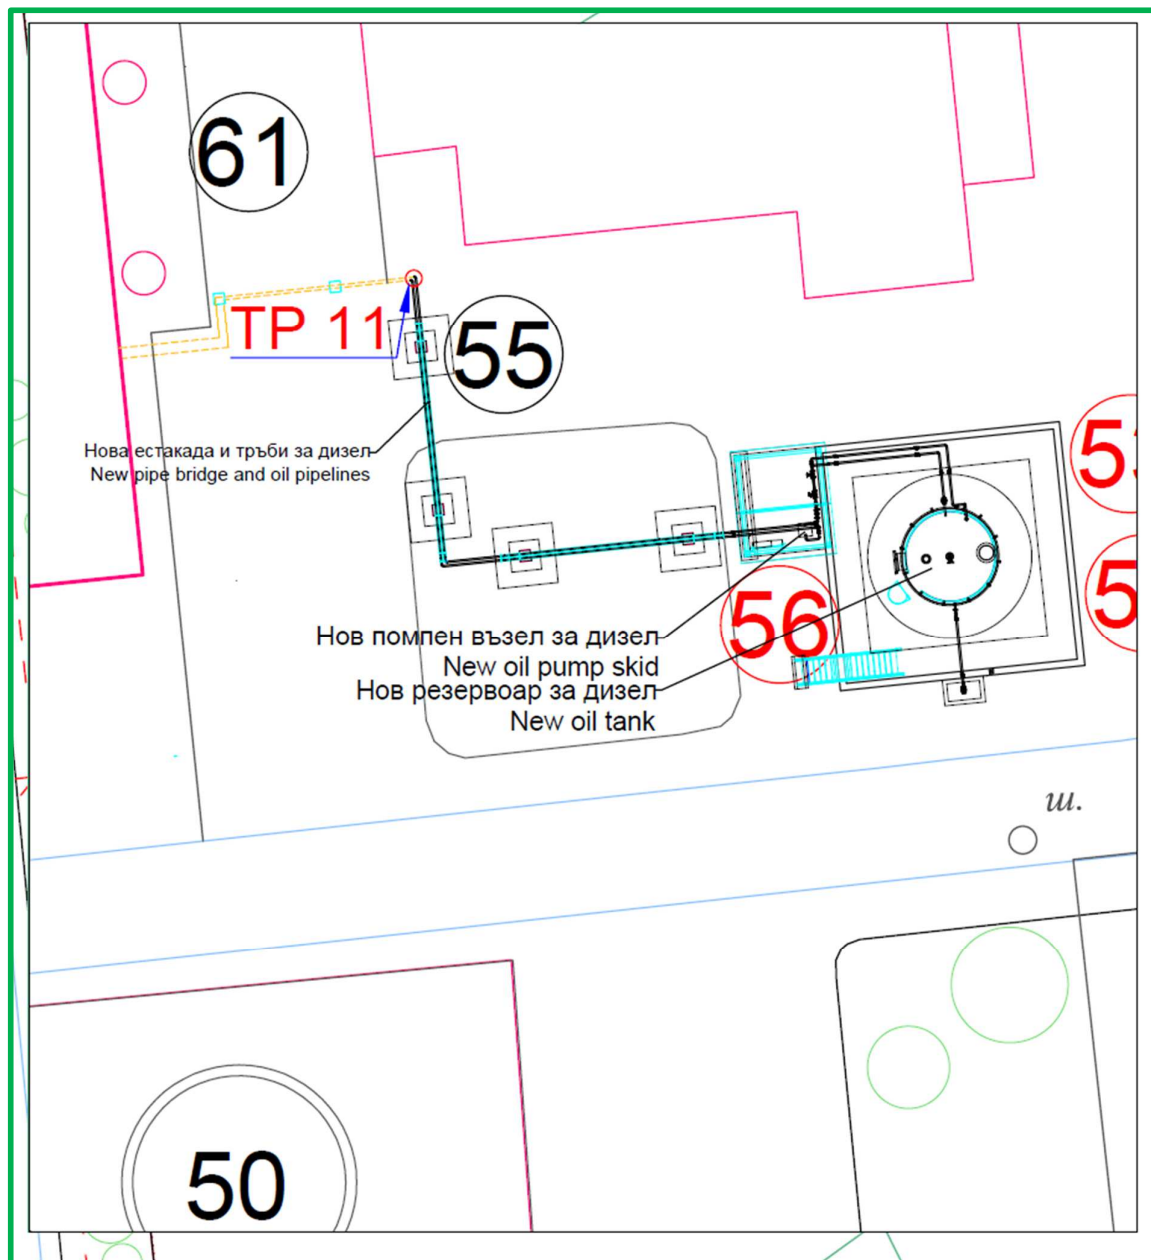 61
TP 11
55
Нова естакада и тръби за дизел
New pipe bridge and oil pipelines
56
Нов помпен възел за дизел
New oil pump skid
Нов резервоар за дизел
New oil tank
ш.
50